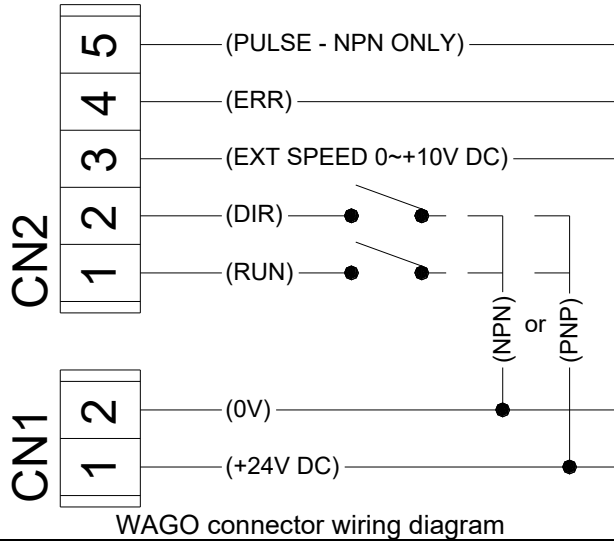 5 (PULSE - NPN ONLY)
4 (ERR)
3 (EXT SPEED 0~+10V DC)
2 (DIR)
1 (RUN)
CN2
(NPN) or (PNP)
2 (0V)
1 (+24V DC)
CN1
WAGO connector wiring diagram